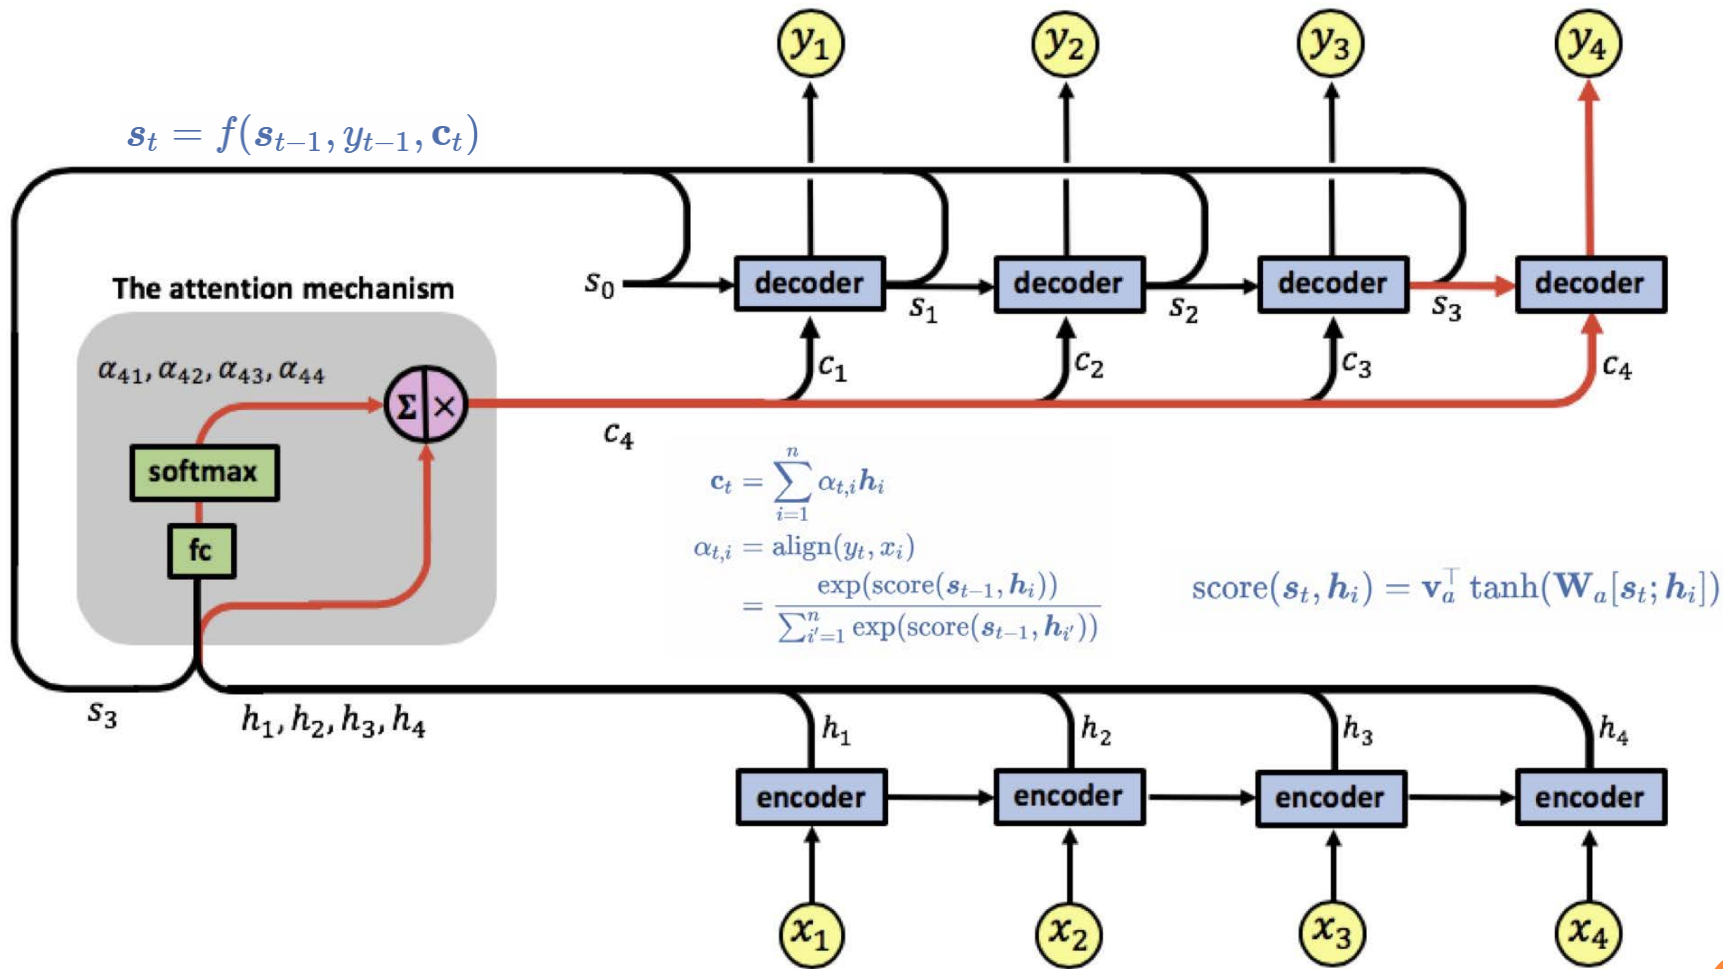 y₁ y₂ y₃ y₄
sₜ = f(sₜ₋₁, yₜ₋₁, cₜ)
The attention mechanism
s₀ decoder s₁ decoder s₂ decoder s₃ decoder
α₄₁, α₄₂, α₄₃, α₄₄
c₁ c₂ c₃ c₄
Σ ×
c₄
softmax
fc
cₜ = ∑ⁿᵢ₌₁ αₜ,ᵢhᵢ
αₜ,ᵢ = align(yₜ, xᵢ)
= exp(score(sₜ₋₁, hᵢ)) / ∑ⁿᵢ′₌₁ exp(score(sₜ₋₁, hᵢ′))
score(sₜ, hᵢ) = vₐ^⊤ tanh(Wₐ[sₜ; hᵢ])
s₃
h₁, h₂, h₃, h₄
h₁ h₂ h₃ h₄
encoder encoder encoder encoder
x₁ x₂ x₃ x₄